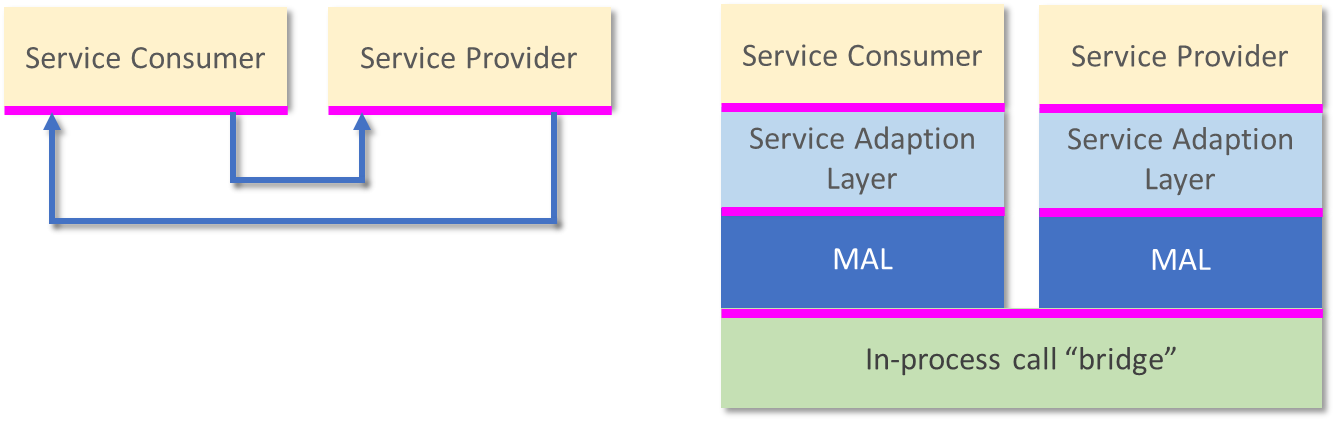 Service Consumer
Service Provider
Service Consumer
Service Adaption
Layer
MAL
Service Provider
Service Adaption
Layer
MAL
In-process call “bridge”